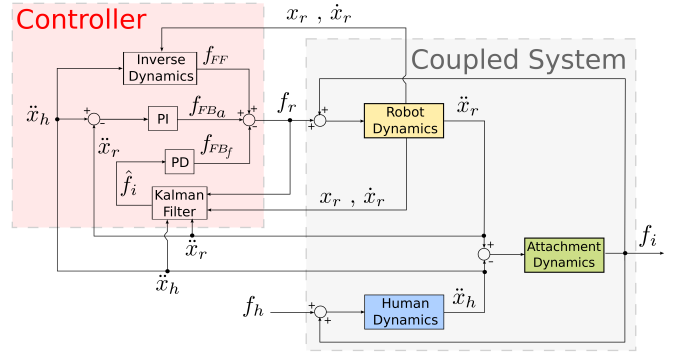 Controller
x_r , ẋ_r
Coupled System
Inverse
Dynamics
f_FF
ẍ_h
+
-
PI
f_FBa
+
+
-
f_r
+
+
Robot
Dynamics
ẍ_r
ẍ_r
PD
f_FBf
f̂_i
Kalman
Filter
x_r , ẋ_r
ẍ_r
ẍ_h
+
-
Attachment
Dynamics
f_i
f_h
+
+
Human
Dynamics
ẍ_h